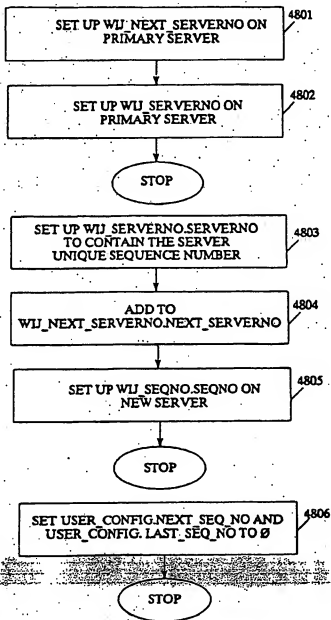 SET UP WIJ_NEXT_SERVERNO ON
PRIMARY SERVER
4801
SET UP WIJ_SERVERNO ON
PRIMARY SERVER
4802
STOP
SET UP WIJ_SERVERNO.SERVERNO
TO CONTAIN THE SERVER
UNIQUE SEQUENCE NUMBER
4803
ADD TO
WIJ_NEXT_SERVERNO.NEXT_SERVERNO
4804
SET UP WIJ_SEQNO.SEQNO ON
NEW SERVER
4805
STOP
SET USER_CONFIG.NEXT_SEQ_NO AND
USER_CONFIG. LAST_SEQ_NO TO Ø
4806
STOP